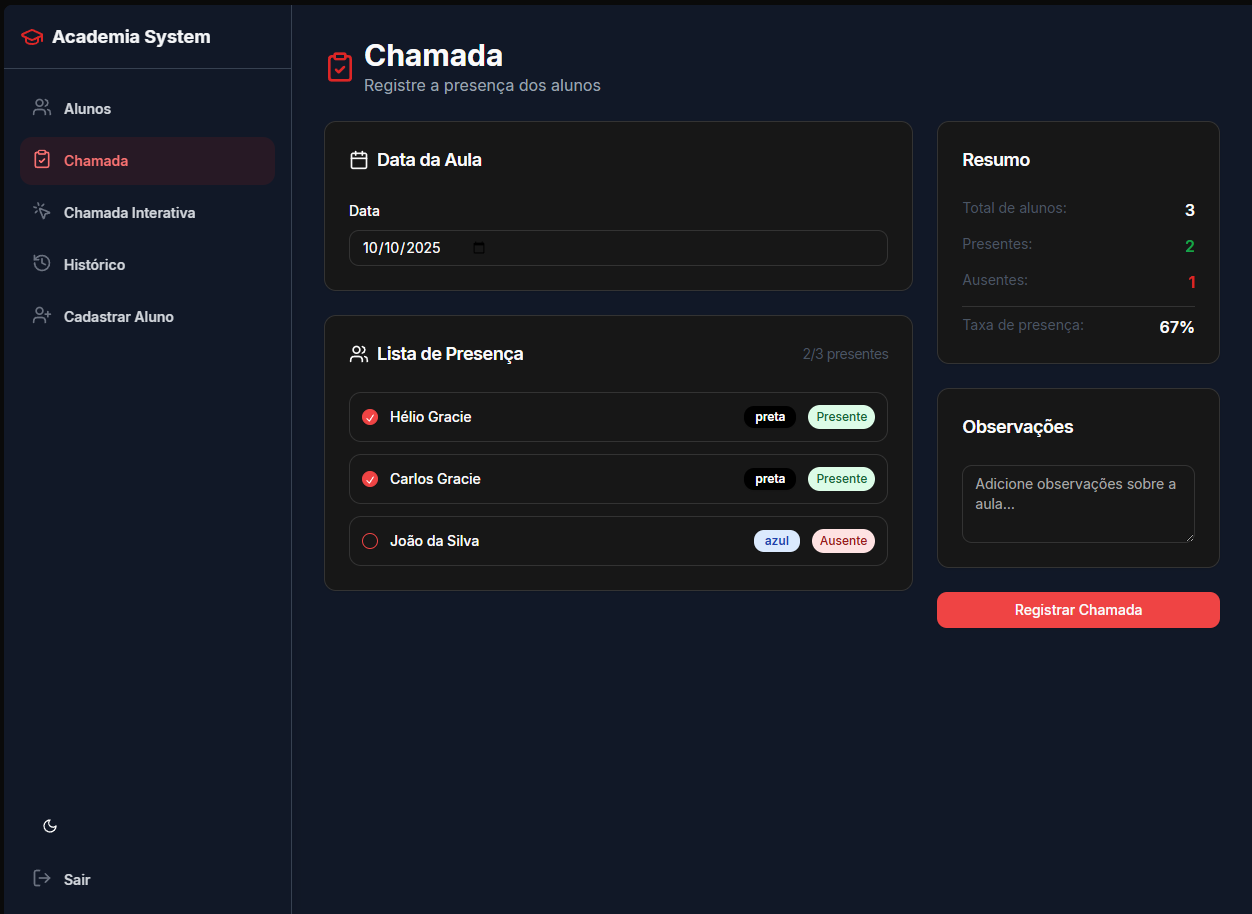 Academia System
Alunos
Chamada
Chamada Interativa
Histórico
Cadastrar Aluno
Sair
Chamada
Registre a presença dos alunos
Data da Aula
Data
10/10/2025
Lista de Presença
2/3 presentes
Hélio Gracie
preta
Presente
Carlos Gracie
preta
Presente
João da Silva
azul
Ausente
Resumo
Total de alunos:
3
Presentes:
2
Ausentes:
1
Taxa de presença:
67%
Observações
Adicione observações sobre a
aula...
Registrar Chamada